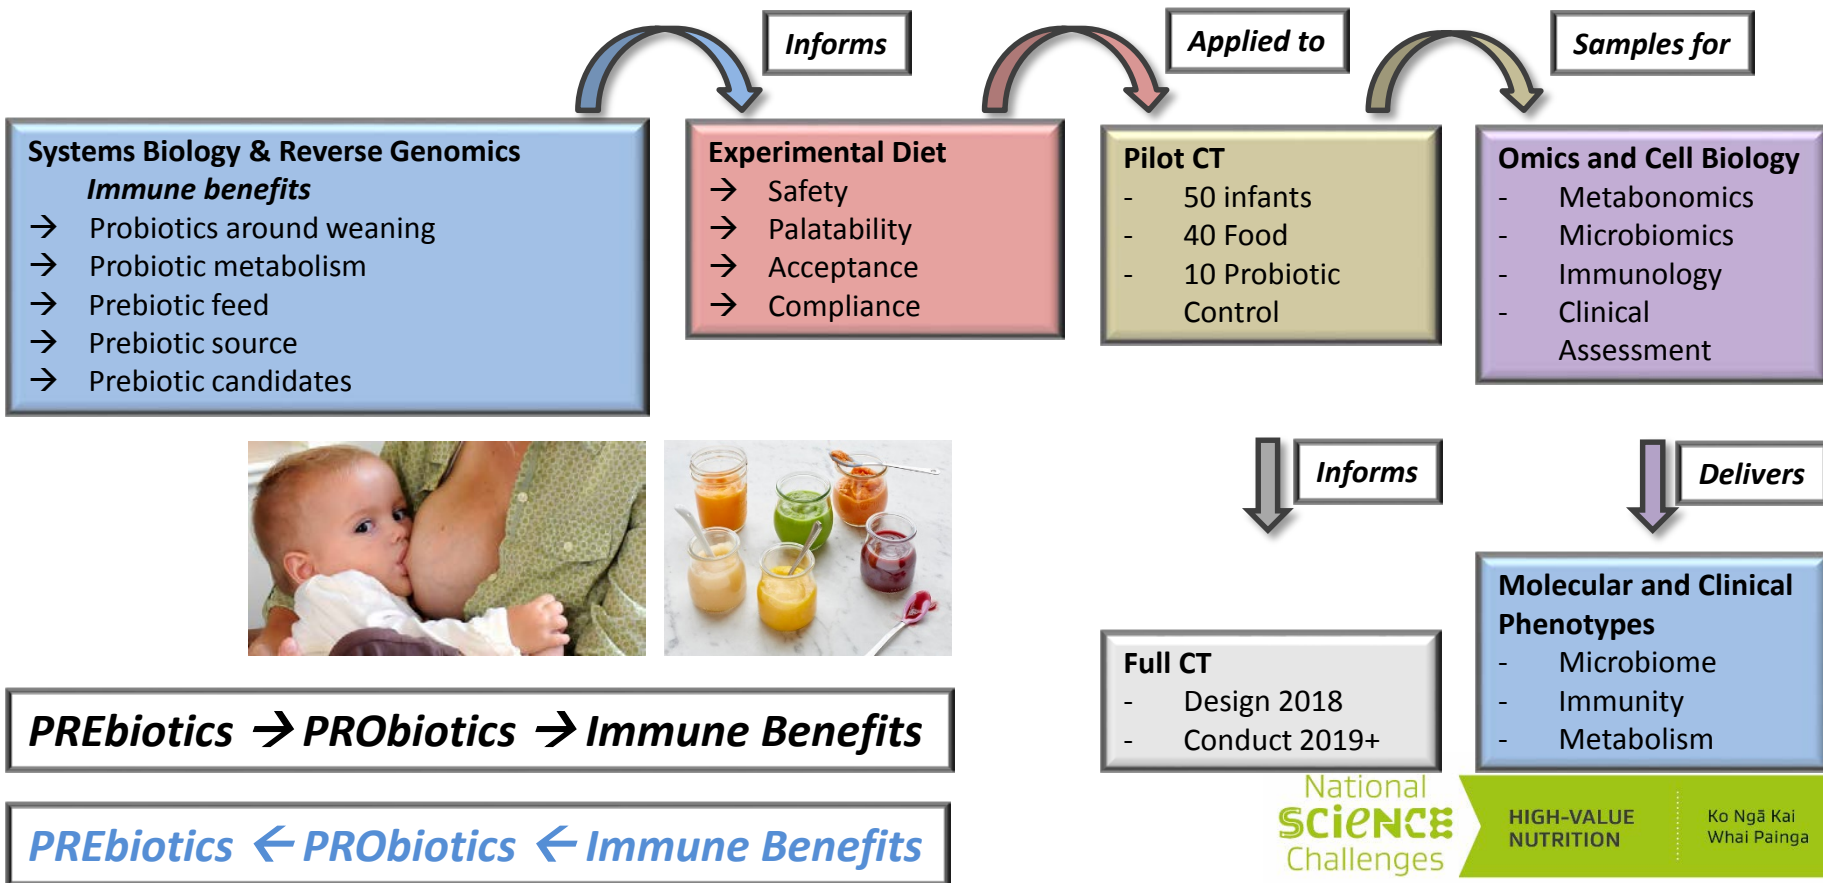 Informs
Applied to
Samples for
Systems Biology & Reverse Genomics
Immune benefits
→ Probiotics around weaning
→ Probiotic metabolism
→ Prebiotic feed
→ Prebiotic source
→ Prebiotic candidates
Experimental Diet
→ Safety
→ Palatability
→ Acceptance
→ Compliance
Pilot CT
- 50 infants
- 40 Food
- 10 Probiotic
Control
Omics and Cell Biology
- Metabonomics
- Microbiomics
- Immunology
- Clinical
Assessment
Informs
Delivers
Full CT
- Design 2018
- Conduct 2019+
Molecular and Clinical
Phenotypes
- Microbiome
- Immunity
- Metabolism
PREbiotics → PRObiotics → Immune Benefits
PREbiotics ← PRObiotics ← Immune Benefits
National
SCiENCE
Challenges
HIGH-VALUE
NUTRITION
Ko Ngā Kai
Whai Painga